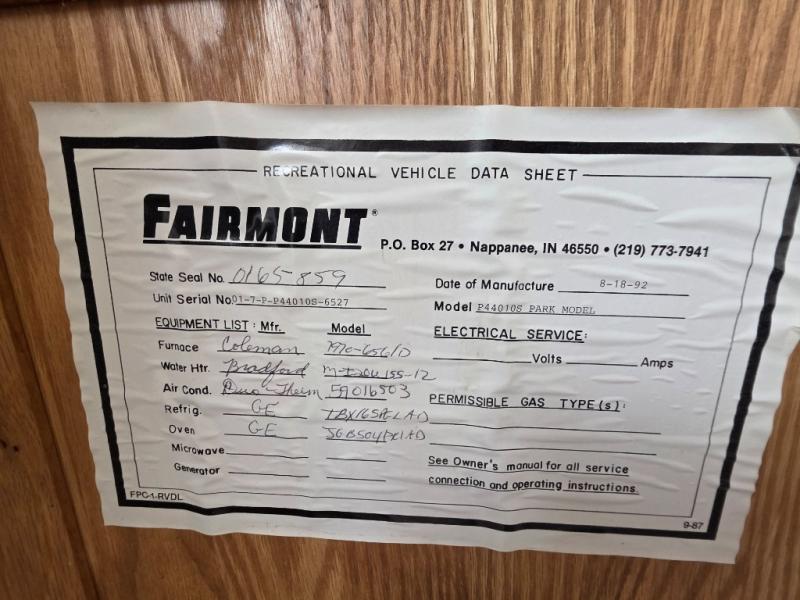 RECREATIONAL VEHICLE DATA SHEET
FAIRMONT®
P.O. Box 27 • Nappanee, IN 46550 • (219) 773-7941
State Seal No. 0165859
Date of Manufacture 8-18-92
Unit Serial No. 01-7-P-P44010S-6527
Model P44010S PARK MODEL
EQUIPMENT LIST: Mfr. Model
ELECTRICAL SERVICE:
Furnace Coleman
Volts Amps
Water Htr. Bradford
Air Cond. Duo-Therm 59016503
PERMISSIBLE GAS TYPE(s):
Refrig. GE
Oven GE
Microwave
See Owner's manual for all service
Generator
connection and operating instructions.
FPC-1-RVDL
9-87